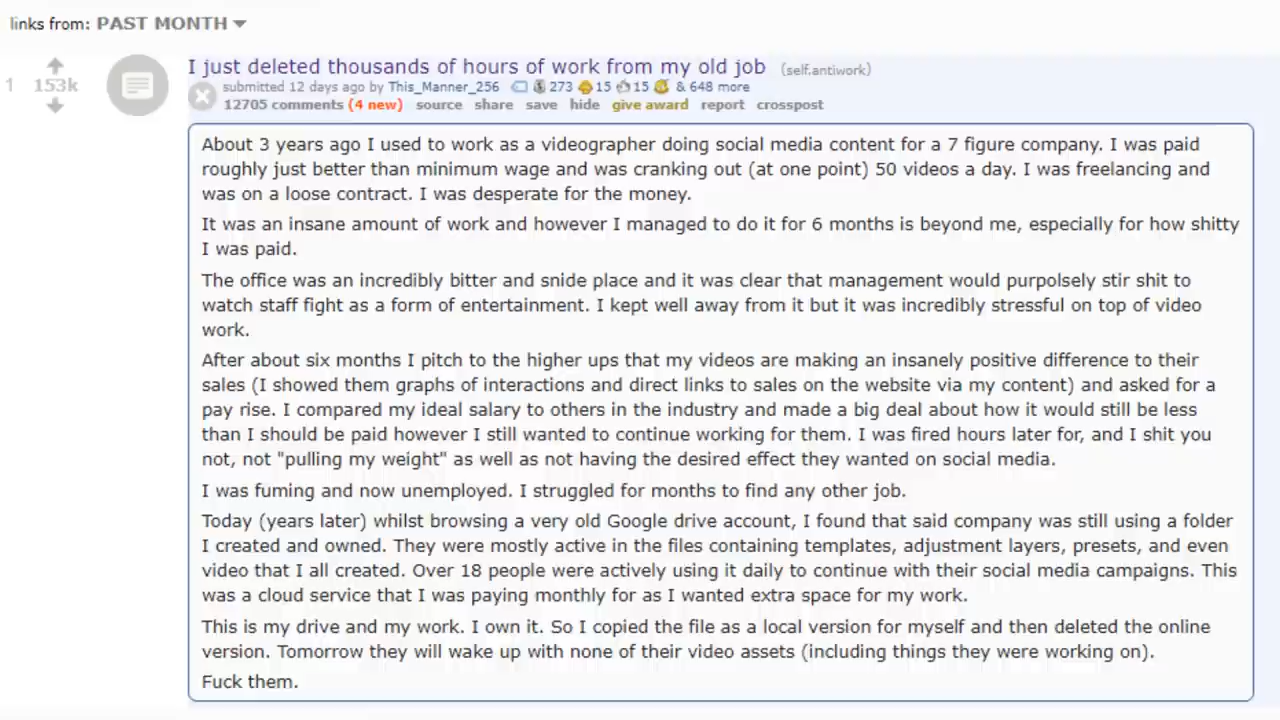 links from: PAST MONTH
I just deleted thousands of hours of work from my old job (self.antiwork)
1 153k
submitted 12 days ago by This_Manner_256 273 15 15 & 648 more
12705 comments (4 new) source share save hide give award report crosspost
About 3 years ago I used to work as a videographer doing social media content for a 7 figure company. I was paid
roughly just better than minimum wage and was cranking out (at one point) 50 videos a day. I was freelancing and
was on a loose contract. I was desperate for the money.
It was an insane amount of work and however I managed to do it for 6 months is beyond me, especially for how shitty
I was paid.
The office was an incredibly bitter and snide place and it was clear that management would purpolsely stir shit to
watch staff fight as a form of entertainment. I kept well away from it but it was incredibly stressful on top of video
work.
After about six months I pitch to the higher ups that my videos are making an insanely positive difference to their
sales (I showed them graphs of interactions and direct links to sales on the website via my content) and asked for a
pay rise. I compared my ideal salary to others in the industry and made a big deal about how it would still be less
than I should be paid however I still wanted to continue working for them. I was fired hours later for, and I shit you
not, not "pulling my weight" as well as not having the desired effect they wanted on social media.
I was fuming and now unemployed. I struggled for months to find any other job.
Today (years later) whilst browsing a very old Google drive account, I found that said company was still using a folder
I created and owned. They were mostly active in the files containing templates, adjustment layers, presets, and even
video that I all created. Over 18 people were actively using it daily to continue with their social media campaigns. This
was a cloud service that I was paying monthly for as I wanted extra space for my work.
This is my drive and my work. I own it. So I copied the file as a local version for myself and then deleted the online
version. Tomorrow they will wake up with none of their video assets (including things they were working on).
Fuck them.